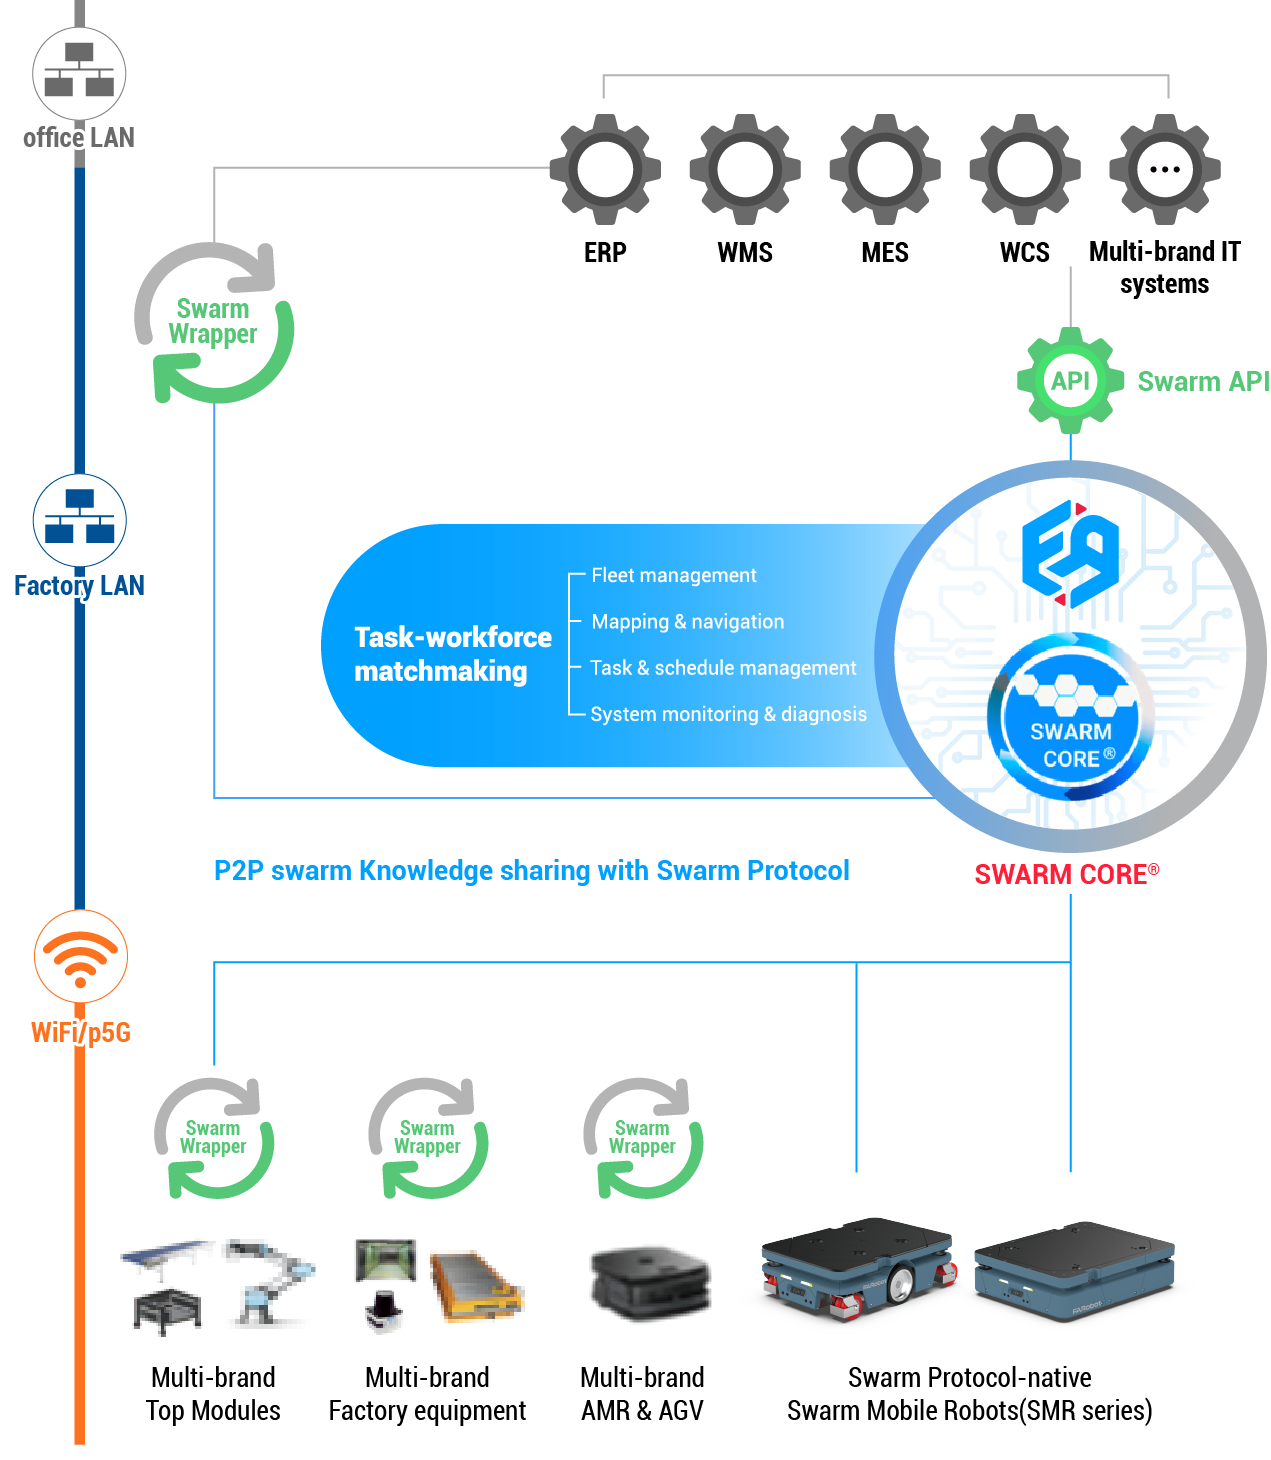 office LAN
ERP
WMS
MES
WCS
Multi-brand IT
systems
Swarm
Wrapper
API
Swarm API
Factory LAN
Task-workforce
matchmaking
Fleet management
Mapping & navigation
Task & schedule management
System monitoring & diagnosis
SWARM
CORE®
P2P swarm Knowledge sharing with Swarm Protocol
SWARM CORE®
WiFi/p5G
Swarm
Wrapper
Swarm
Wrapper
Swarm
Wrapper
Multi-brand
Top Modules
Multi-brand
Factory equipment
Multi-brand
AMR & AGV
Swarm Protocol-native
Swarm Mobile Robots(SMR series)